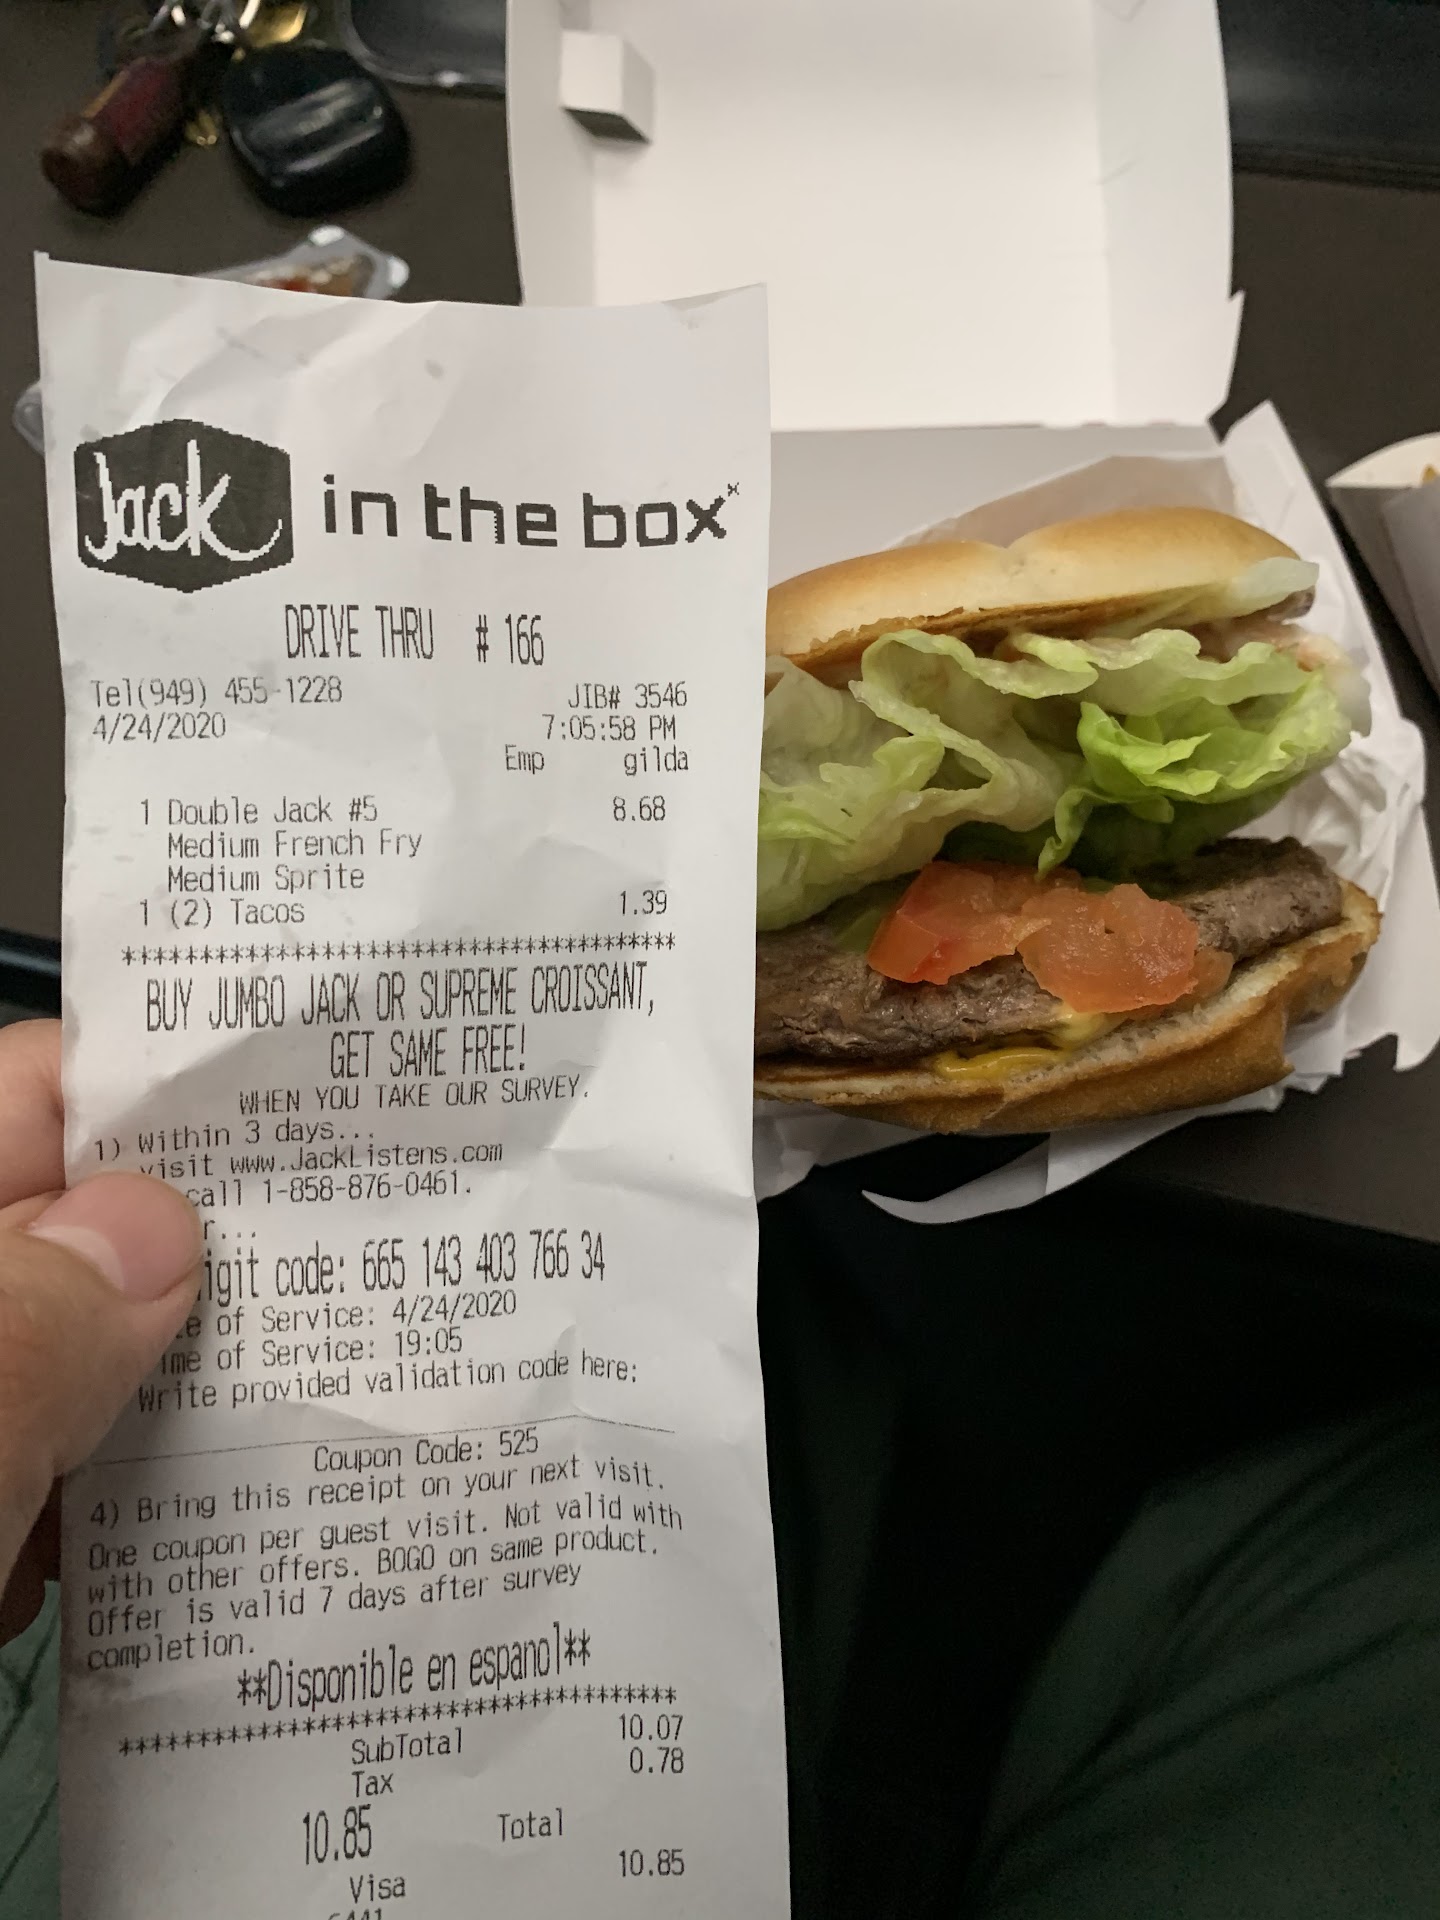 Jack in the box
DRIVE THRU # 166
Tel(949) 455-1228 JIB# 3546
4/24/2020 7:05:58 PM
Emp gilda
1 Double Jack #5 8.68
Medium French Fry
Medium Sprite
1 (2) Tacos 1.39
***************************************
BUY JUMBO JACK OR SUPREME CROISSANT,
GET SAME FREE!
WHEN YOU TAKE OUR SURVEY.
1) Within 3 days...
visit www.JackListens.com
call 1-858-876-0461.
code: 665 143 403 766 34
of Service: 4/24/2020
of Service: 19:05
Write provided validation code here:
Coupon Code: 525
4) Bring this receipt on your next visit.
One coupon per guest visit. Not valid with
with other offers. BOGO on same product.
Offer is valid 7 days after survey
completion.
**Disponible en espanol**
***************************************
SubTotal 10.07
Tax 0.78
10.85 Total
Visa 10.85